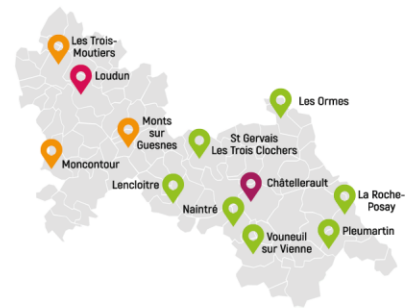 Les Trois-
Moutiers
Loudun
Les Ormes
Monts
sur
Guesnes
St Gervais
Les Trois Clochers
Moncontour
Lencloitre
Châtellerault
La Roche-
Posay
Naintré
Pleumartin
Vouneuil
sur Vienne